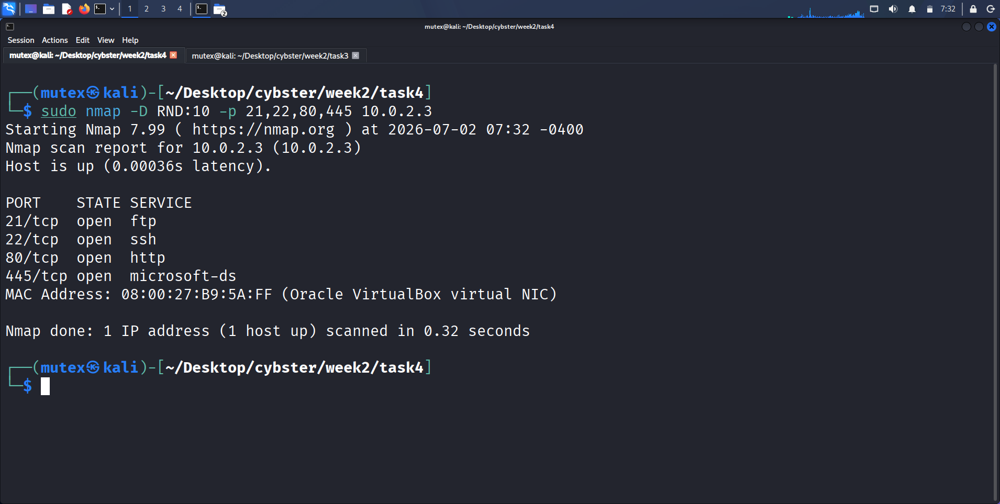 1 2 3 4 2 7:32
mutex@kali: ~/Desktop/cybster/week2/task4
Session Actions Edit View Help
mutex@kali: ~/Desktop/cybster/week2/task4 mutex@kali: ~/Desktop/cybster/week2/task3
┌──(mutex㉿kali)-[~/Desktop/cybster/week2/task4]
└─$ sudo nmap -D RND:10 -p 21,22,80,445 10.0.2.3
Starting Nmap 7.99 ( https://nmap.org ) at 2026-07-02 07:32 -0400
Nmap scan report for 10.0.2.3 (10.0.2.3)
Host is up (0.00036s latency).
PORT    STATE SERVICE
21/tcp  open  ftp
22/tcp  open  ssh
80/tcp  open  http
445/tcp open  microsoft-ds
MAC Address: 08:00:27:B9:5A:FF (Oracle VirtualBox virtual NIC)
Nmap done: 1 IP address (1 host up) scanned in 0.32 seconds
┌──(mutex㉿kali)-[~/Desktop/cybster/week2/task4]
└─$